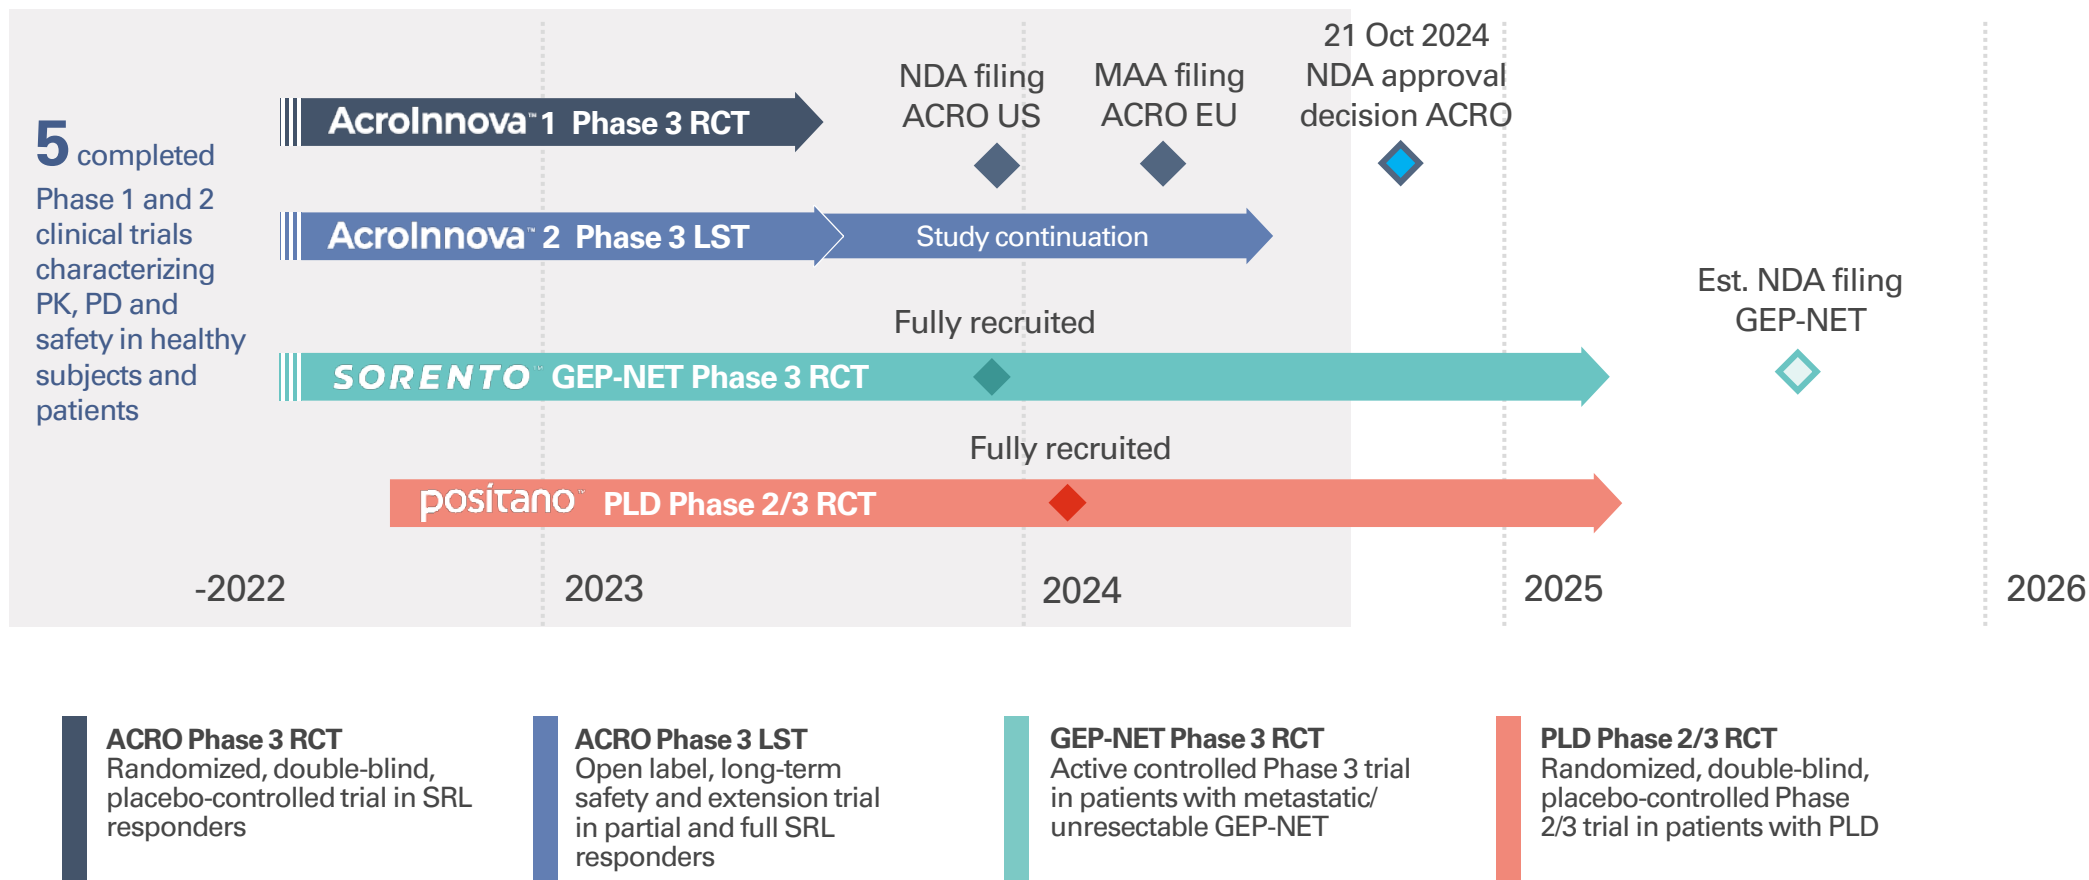 5 completed
Phase 1 and 2
clinical trials
characterizing
PK, PD and
safety in healthy
subjects and
patients
AcroInnova™ 1 Phase 3 RCT
NDA filing
ACRO US
MAA filing
ACRO EU
21 Oct 2024
NDA approval
decision ACRO
AcroInnova™ 2 Phase 3 LST
Study continuation
Fully recruited
SORENTO™ GEP-NET Phase 3 RCT
Est. NDA filing
GEP-NET
Fully recruited
positano™ PLD Phase 2/3 RCT
-2022
2023
2024
2025
2026
ACRO Phase 3 RCT
Randomized, double-blind,
placebo-controlled trial in SRL
responders
ACRO Phase 3 LST
Open label, long-term
safety and extension trial
in partial and full SRL
responders
GEP-NET Phase 3 RCT
Active controlled Phase 3 trial
in patients with metastatic/
unresectable GEP-NET
PLD Phase 2/3 RCT
Randomized, double-blind,
placebo-controlled Phase
2/3 trial in patients with PLD